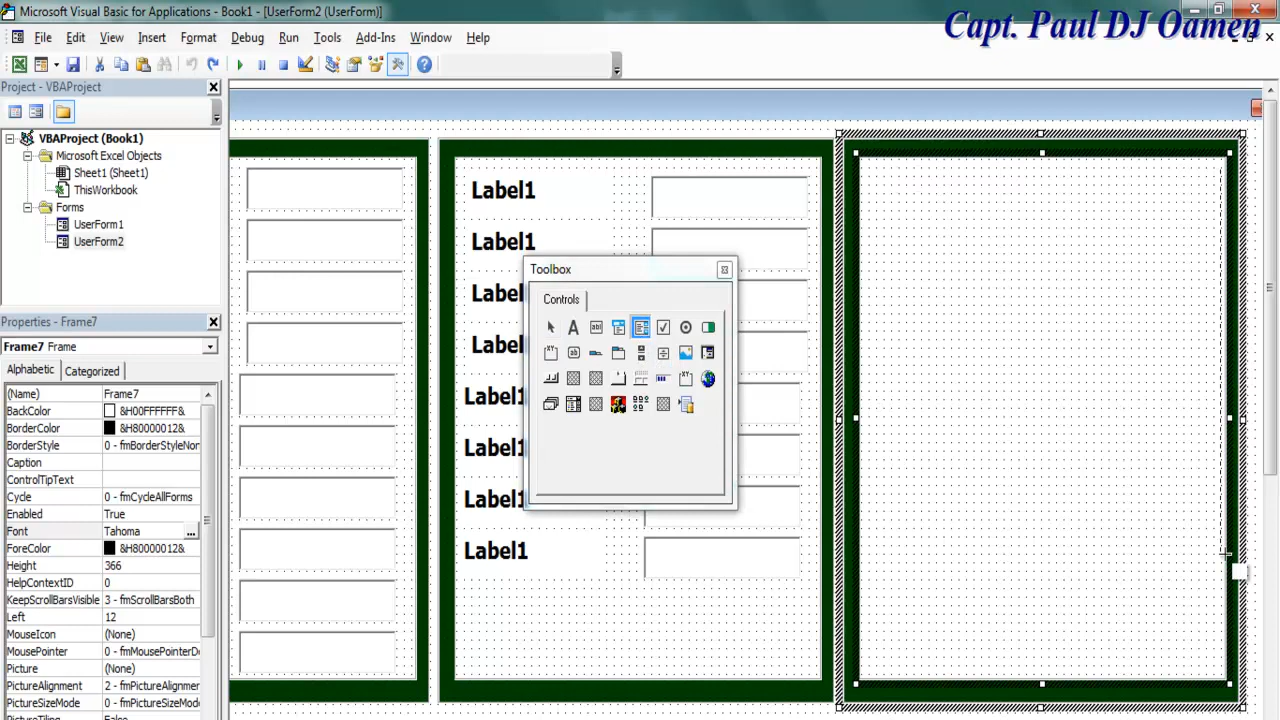 Microsoft Visual Basic for Applications - Book1 - [UserForm2 (UserForm)]
Capt. Paul DJ Oamen
File Edit View Insert Format Debug Run Tools Add-Ins Window Help
Project - VBAProject
VBAProject (Book1)
Microsoft Excel Objects
Sheet1 (Sheet1)
ThisWorkbook
Forms
UserForm1
UserForm2
Properties - Frame7
Frame7 Frame
Alphabetic Categorized
(Name) Frame7
BackColor &H00FFFFFF&
BorderColor &H80000012&
BorderStyle 0 - fmBorderStyleNon
Caption
ControlTipText
Cycle 0 - fmCycleAllForms
Enabled True
Font Tahoma ...
ForeColor &H80000012&
Height 366
HelpContextID 0
KeepScrollBarsVisible 3 - fmScrollBarsBoth
Left 12
MouseIcon (None)
MousePointer 0 - fmMousePointerDe
Picture (None)
PictureAlignment 2 - fmPictureAlignmen
PictureSizeMode 0 - fmPictureSizeMod
PictureTiling False
Label1
Label1
Label1
Label1
Label1
Label1
Label1
Label1
Toolbox
Controls